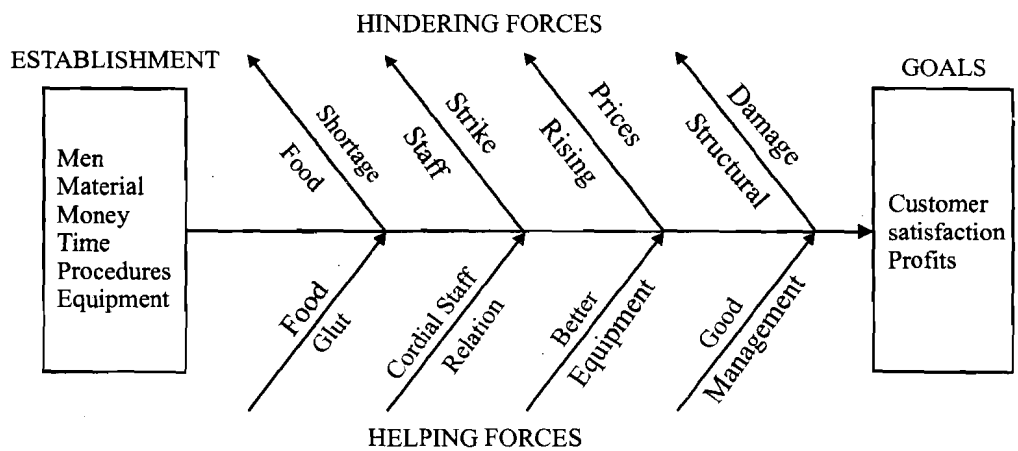 HINDERING FORCES
ESTABLISHMENT
GOALS
Men
Material
Money
Time
Procedures
Equipment
Food
Shortage
Staff
Strike
Rising
Prices
Structural
Damage
Customer
satisfaction
Profits
Food
Glut
Cordial Staff
Relation
Better
Equipment
Good
Management
HELPING FORCES